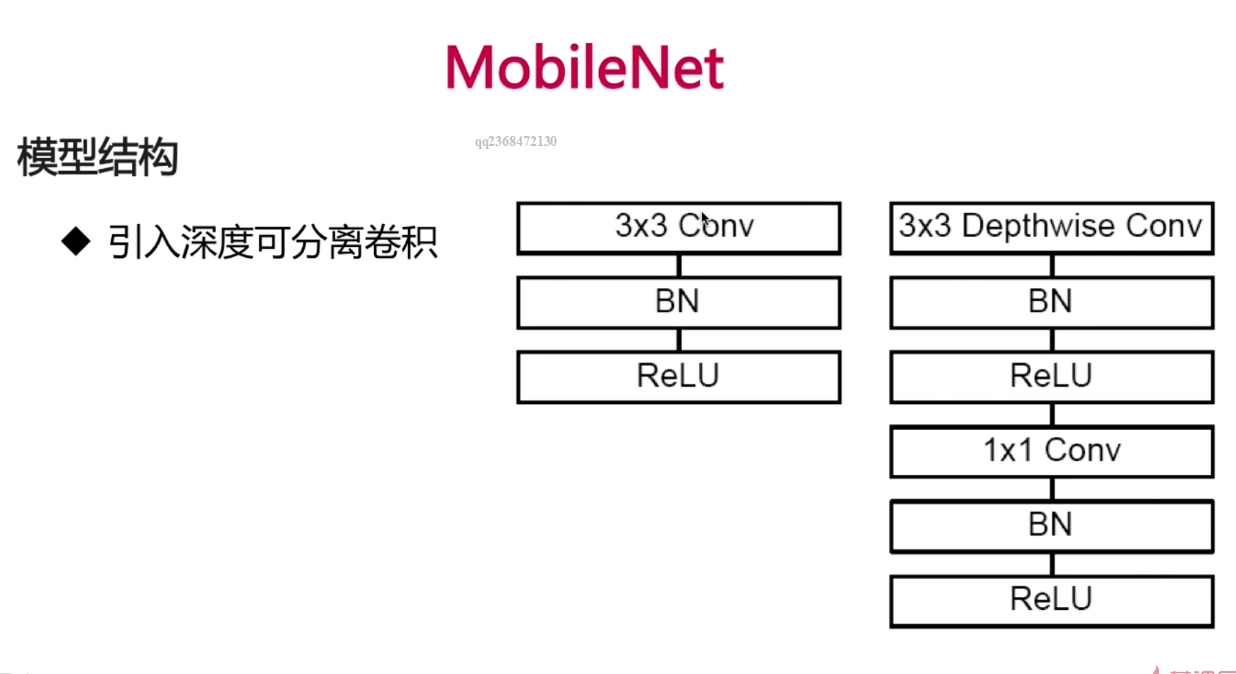 MobileNet
qq2368472130
模型结构
◆ 引入深度可分离卷积
3x3 Conv
BN
ReLU
3x3 Depthwise Conv
BN
ReLU
1x1 Conv
BN
ReLU